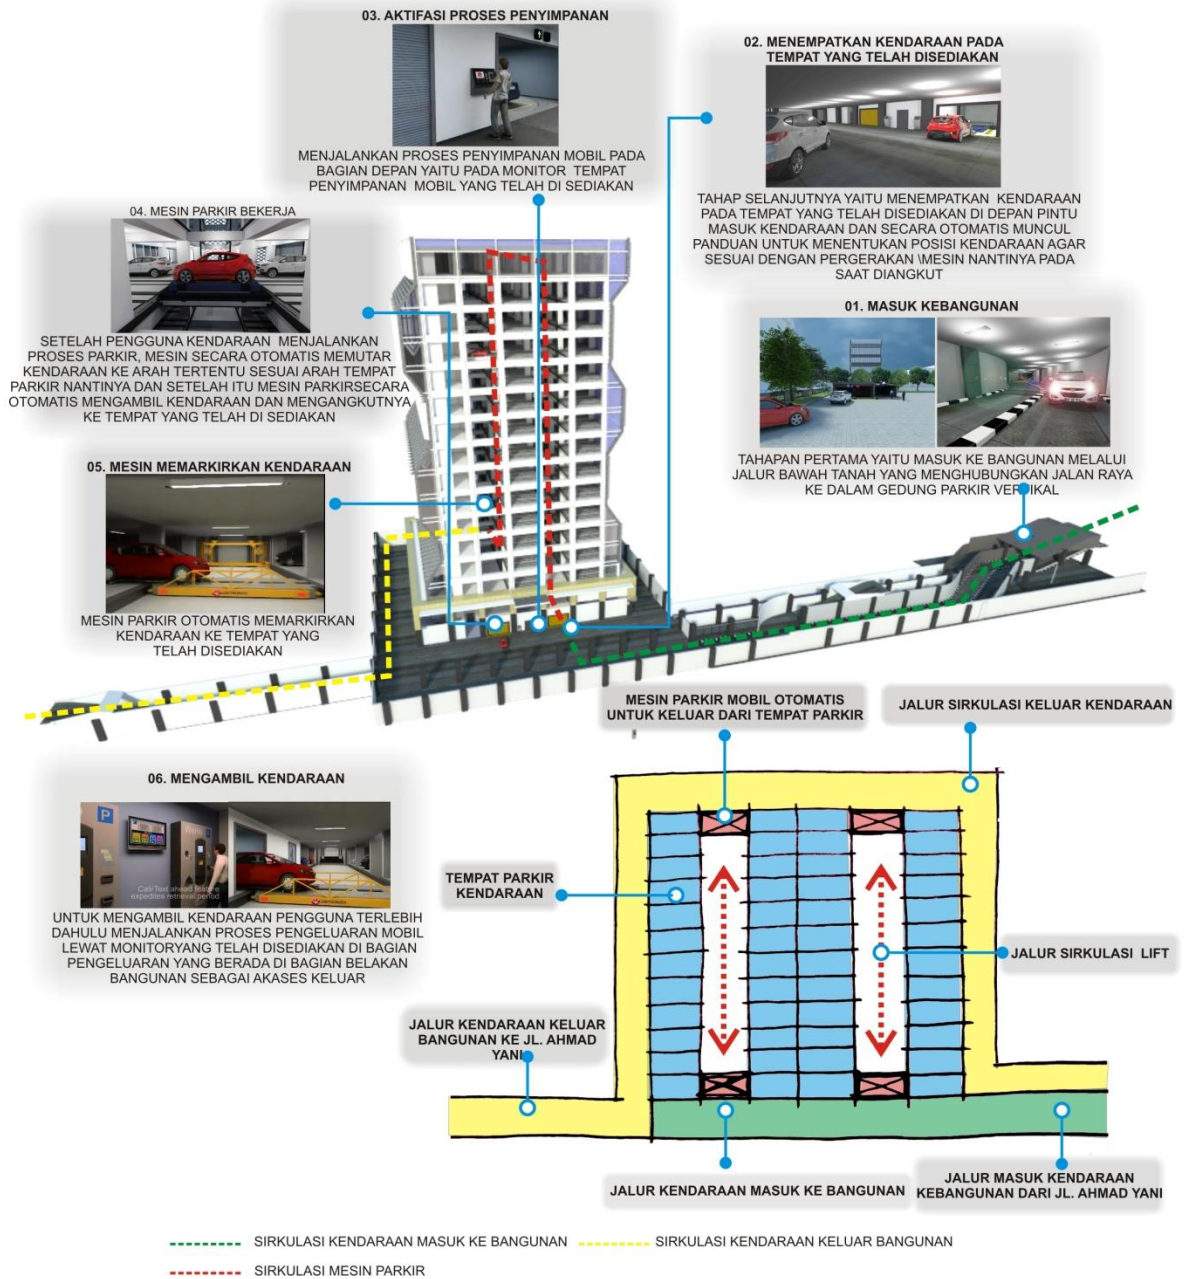 03. AKTIFASI PROSES PENYIMPANAN
MENJALANKAN PROSES PENYIMPANAN MOBIL PADA
BAGIAN DEPAN YAITU PADA MONITOR TEMPAT
PENYIMPANAN MOBIL YANG TELAH DI SEDIAKAN
02. MENEMPATKAN KENDARAAN PADA
TEMPAT YANG TELAH DISEDIAKAN
TAHAP SELANJUTNYA YAITU MENEMPATKAN KENDARAAN
PADA TEMPAT YANG TELAH DISEDIAKAN DI DEPAN PINTU
MASUK KENDARAAN DAN SECARA OTOMATIS MUNCUL
PANDUAN UNTUK MENENTUKAN POSISI KENDARAAN AGAR
SESUAI DENGAN PERGERAKAN \MESIN NANTINYA PADA
SAAT DIANGKUT
04. MESIN PARKIR BEKERJA
SETELAH PENGGUNA KENDARAAN MENJALANKAN
PROSES PARKIR, MESIN SECARA OTOMATIS MEMUTAR
KENDARAAN KE ARAH TERTENTU SESUAI ARAH TEMPAT
PARKIR NANTINYA DAN SETELAH ITU MESIN PARKIRSECARA
OTOMATIS MENGAMBIL KENDARAAN DAN MENGANGKUTNYA
KE TEMPAT YANG TELAH DI SEDIAKAN
01. MASUK KEBANGUNAN
TAHAPAN PERTAMA YAITU MASUK KE BANGUNAN MELALUI
JALUR BAWAH TANAH YANG MENGHUBUNGKAN JALAN RAYA
KE DALAM GEDUNG PARKIR VERTIKAL
05. MESIN MEMARKIRKAN KENDARAAN
MESIN PARKIR OTOMATIS MEMARKIRKAN
KENDARAAN KE TEMPAT YANG
TELAH DISEDIAKAN
MESIN PARKIR MOBIL OTOMATIS
UNTUK KELUAR DARI TEMPAT PARKIR
JALUR SIRKULASI KELUAR KENDARAAN
06. MENGAMBIL KENDARAAN
P
Call/Text ahead feature
expedites retrieval period
UNTUK MENGAMBIL KENDARAAN PENGGUNA TERLEBIH
DAHULU MENJALANKAN PROSES PENGELUARAN MOBIL
LEWAT MONITORYANG TELAH DISEDIAKAN DI BAGIAN
PENGELUARAN YANG BERADA DI BAGIAN BELAKAN
BANGUNAN SEBAGAI AKASES KELUAR
TEMPAT PARKIR
KENDARAAN
JALUR SIRKULASI LIFT
JALUR KENDARAAN KELUAR
BANGUNAN KE JL. AHMAD
YANI
JALUR KENDARAAN MASUK KE BANGUNAN
JALUR MASUK KENDARAAN
KEBANGUNAN DARI JL. AHMAD YANI
SIRKULASI KENDARAAN MASUK KE BANGUNAN
SIRKULASI KENDARAAN KELUAR BANGUNAN
SIRKULASI MESIN PARKIR